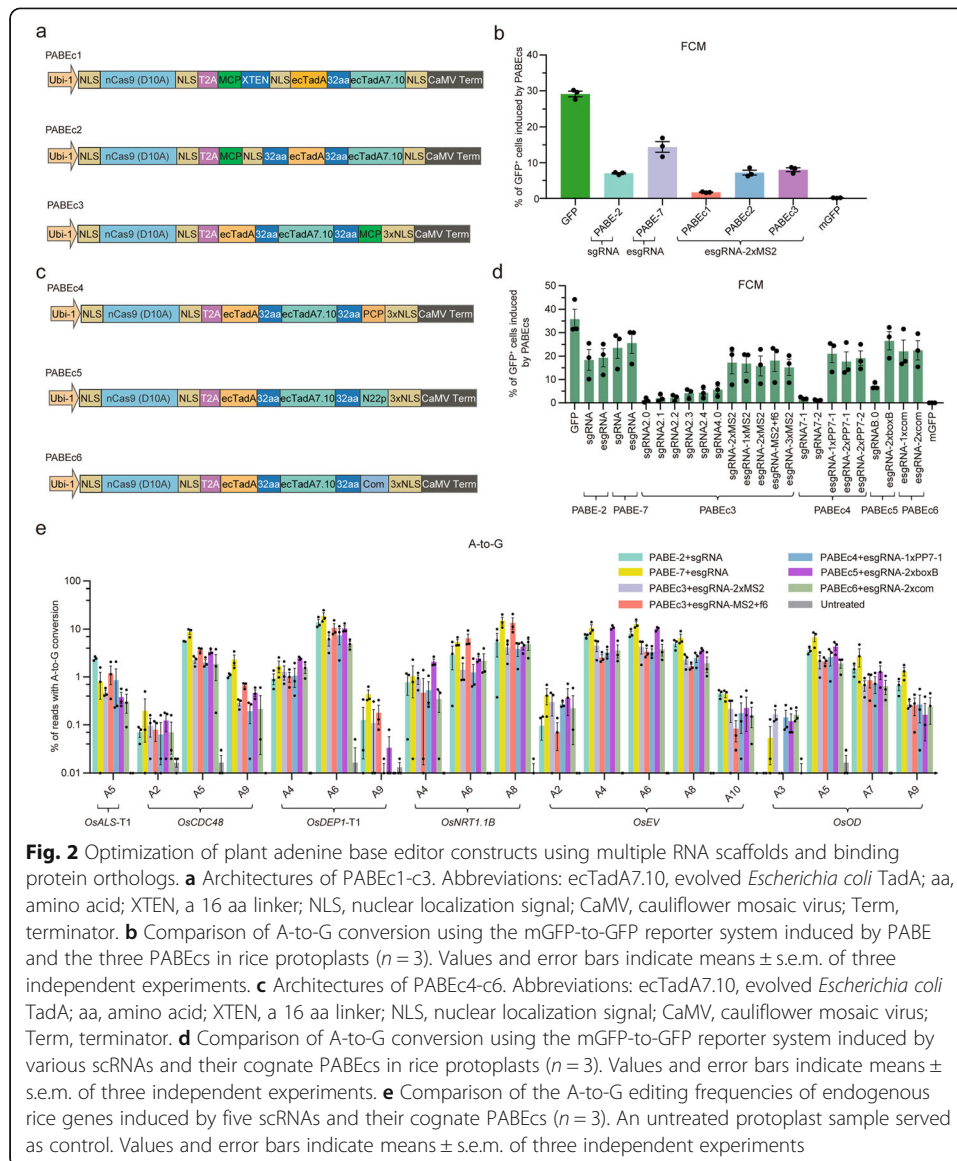 a
PABEc1
Ubi-1 NLS nCas9 (D10A) NLS T2A MCP XTEN NLS ecTadA 32aa ecTadA7.10 NLS CaMV Term
PABEc2
Ubi-1 NLS nCas9 (D10A) NLS T2A MCP NLS 32aa ecTadA 32aa ecTadA7.10 NLS CaMV Term
PABEc3
Ubi-1 NLS nCas9 (D10A) NLS T2A ecTadA 32aa ecTadA7.10 32aa MCP 3xNLS CaMV Term
b
FCM
% of GFP⁺ cells induced by PABEcs
40
30
20
10
0
GFP PABE-2 PABE-7 PABEc1 PABEc2 PABEc3 mGFP
sgRNA esgRNA esgRNA-2xMS2
c
PABEc4
Ubi-1 NLS nCas9 (D10A) NLS T2A ecTadA 32aa ecTadA7.10 32aa PCP 3xNLS CaMV Term
PABEc5
Ubi-1 NLS nCas9 (D10A) NLS T2A ecTadA 32aa ecTadA7.10 32aa N22p 3xNLS CaMV Term
PABEc6
Ubi-1 NLS nCas9 (D10A) NLS T2A ecTadA 32aa ecTadA7.10 32aa Com 3xNLS CaMV Term
d
FCM
% of GFP⁺ cells induced
by PABEcs
50
40
30
20
10
0
GFP sgRNA esgRNA sgRNA esgRNA sgRNA2.0 sgRNA2.1 sgRNA2.2 sgRNA2.3 sgRNA2.4 sgRNA4.0 sgRNA-2xMS2 esgRNA-1xMS2 esgRNA-2xMS2 esgRNA-MS2+f6 esgRNA-3xMS2 sgRNA7-1 sgRNA7-2 esgRNA-1xPP7-1 esgRNA-2xPP7-1 esgRNA-2xPP7-2 sgRNAB.0 esgRNA-2xboxB esgRNA-1xcom esgRNA-2xcom mGFP
PABE-2 PABE-7 PABEc3 PABEc4 PABEc5 PABEc6
e
A-to-G
PABE-2+sgRNA
PABE-7+esgRNA
PABEc3+esgRNA-2xMS2
PABEc3+esgRNA-MS2+f6
PABEc4+esgRNA-1xPP7-1
PABEc5+esgRNA-2xboxB
PABEc6+esgRNA-2xcom
Untreated
% of reads with A-to-G conversion
100
10
1
0.1
0.01
A5 A2 A5 A9 A4 A6 A9 A4 A6 A8 A2 A4 A6 A8 A10 A3 A5 A7 A9
OsALS-T1 OsCDC48 OsDEP1-T1 OsNRT1.1B OsEV OsOD
Fig. 2 Optimization of plant adenine base editor constructs using multiple RNA scaffolds and binding
protein orthologs. a Architectures of PABEc1-c3. Abbreviations: ecTadA7.10, evolved Escherichia coli TadA; aa,
amino acid; XTEN, a 16 aa linker; NLS, nuclear localization signal; CaMV, cauliflower mosaic virus; Term,
terminator. b Comparison of A-to-G conversion using the mGFP-to-GFP reporter system induced by PABE
and the three PABEcs in rice protoplasts (n = 3). Values and error bars indicate means ± s.e.m. of three
independent experiments. c Architectures of PABEc4-c6. Abbreviations: ecTadA7.10, evolved Escherichia coli
TadA; aa, amino acid; XTEN, a 16 aa linker; NLS, nuclear localization signal; CaMV, cauliflower mosaic virus;
Term, terminator. d Comparison of A-to-G conversion using the mGFP-to-GFP reporter system induced by
various scRNAs and their cognate PABEcs in rice protoplasts (n = 3). Values and error bars indicate means ±
s.e.m. of three independent experiments. e Comparison of the A-to-G editing frequencies of endogenous
rice genes induced by five scRNAs and their cognate PABEcs (n = 3). An untreated protoplast sample served
as control. Values and error bars indicate means ± s.e.m. of three independent experiments